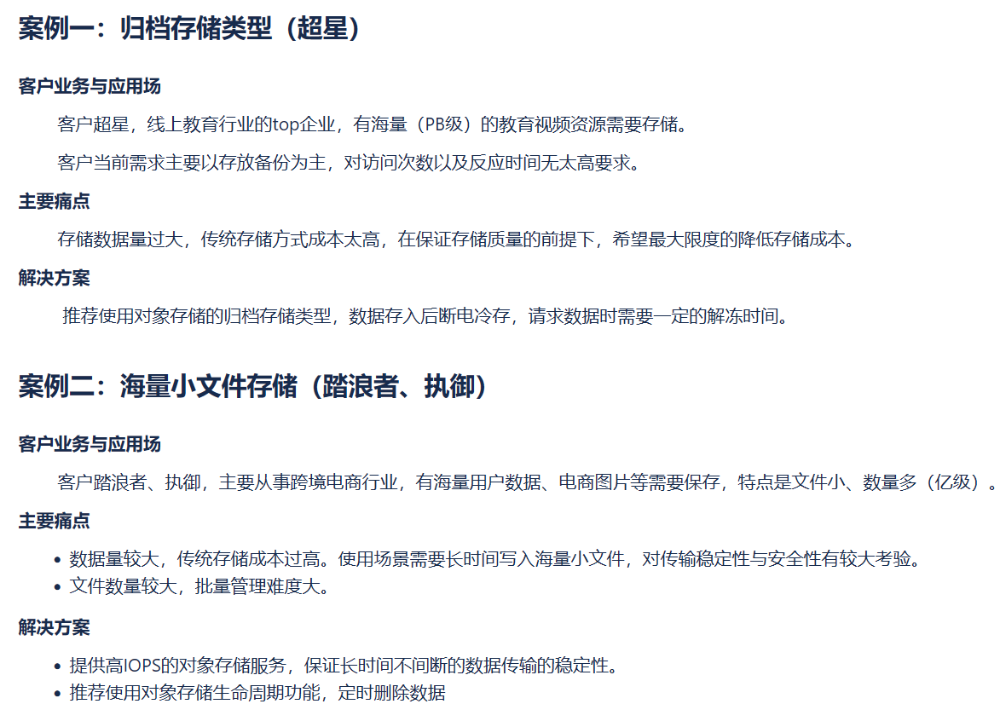 案例一：归档存储类型（超星）
客户业务与应用场
客户超星，线上教育行业的top企业，有海量（PB级）的教育视频资源需要存储。
客户当前需求主要以存放备份为主，对访问次数以及反应时间无太高要求。
主要痛点
存储数据量过大，传统存储方式成本太高，在保证存储质量的前提下，希望最大限度的降低存储成本。
解决方案
推荐使用对象存储的归档存储类型，数据存入后断电冷存，请求数据时需要一定的解冻时间。
案例二：海量小文件存储（踏浪者、执御）
客户业务与应用场
客户踏浪者、执御，主要从事跨境电商行业，有海量用户数据、电商图片等需要保存，特点是文件小、数量多（亿级）。
主要痛点
• 数据量较大，传统存储成本过高。使用场景需要长时间写入海量小文件，对传输稳定性与安全性有较大考验。
• 文件数量较大，批量管理难度大。
解决方案
• 提供高IOPS的对象存储服务，保证长时间不间断的数据传输的稳定性。
• 推荐使用对象存储生命周期功能，定时删除数据